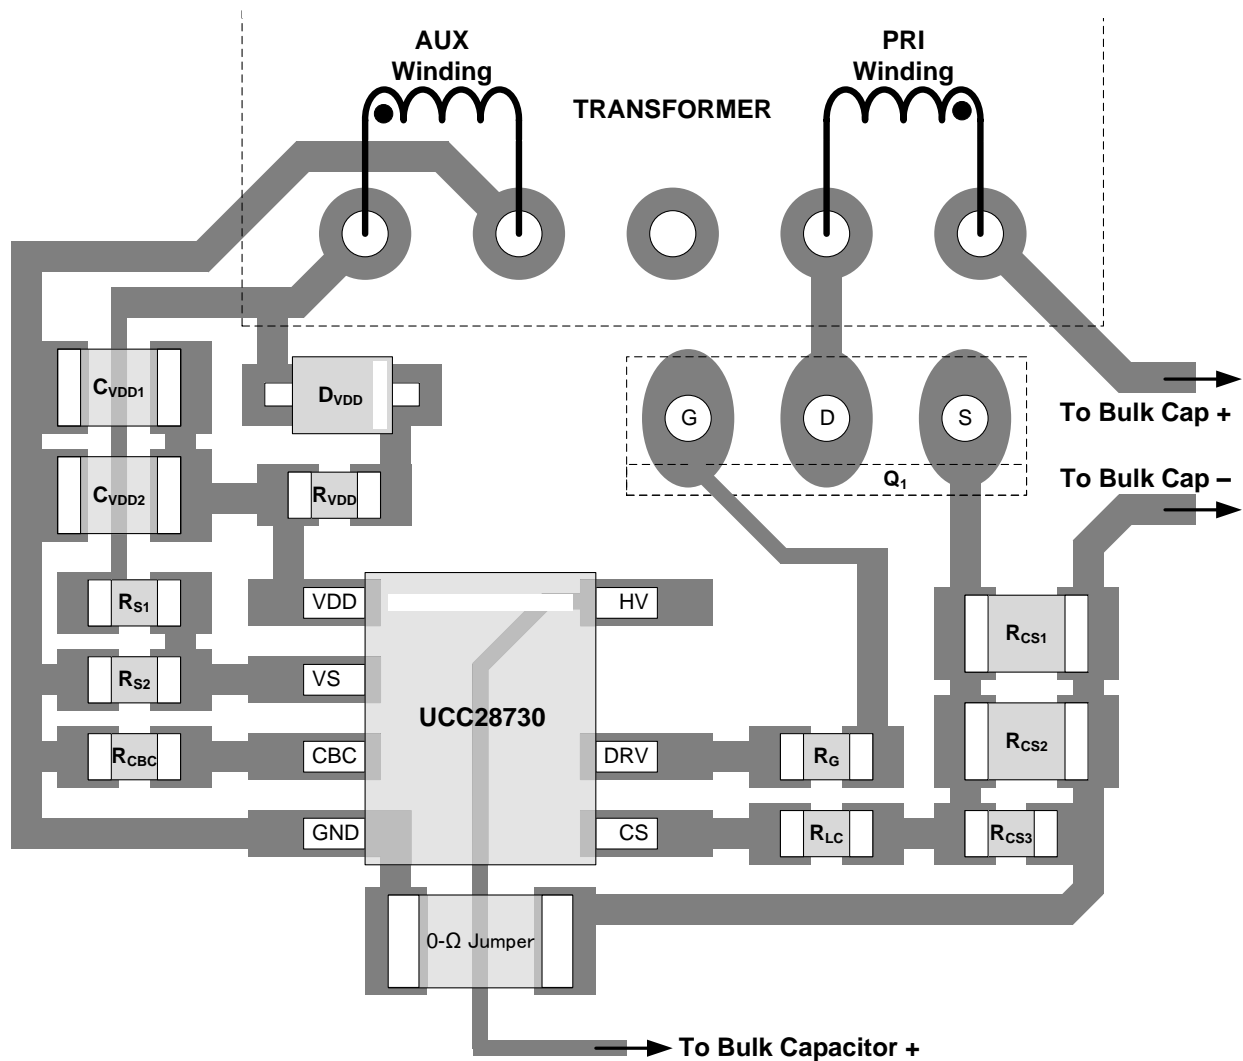 AUX
Winding
PRI
Winding
TRANSFORMER
CVDD1
DVDD
G
D
S
To Bulk Cap +
CVDD2
RVDD
Q1
To Bulk Cap –
RS1
VDD
HV
RCS1
RS2
VS
UCC28730
RCS2
RCBC
CBC
DRV
RG
GND
CS
RLC
RCS3
0-Ω Jumper
To Bulk Capacitor +